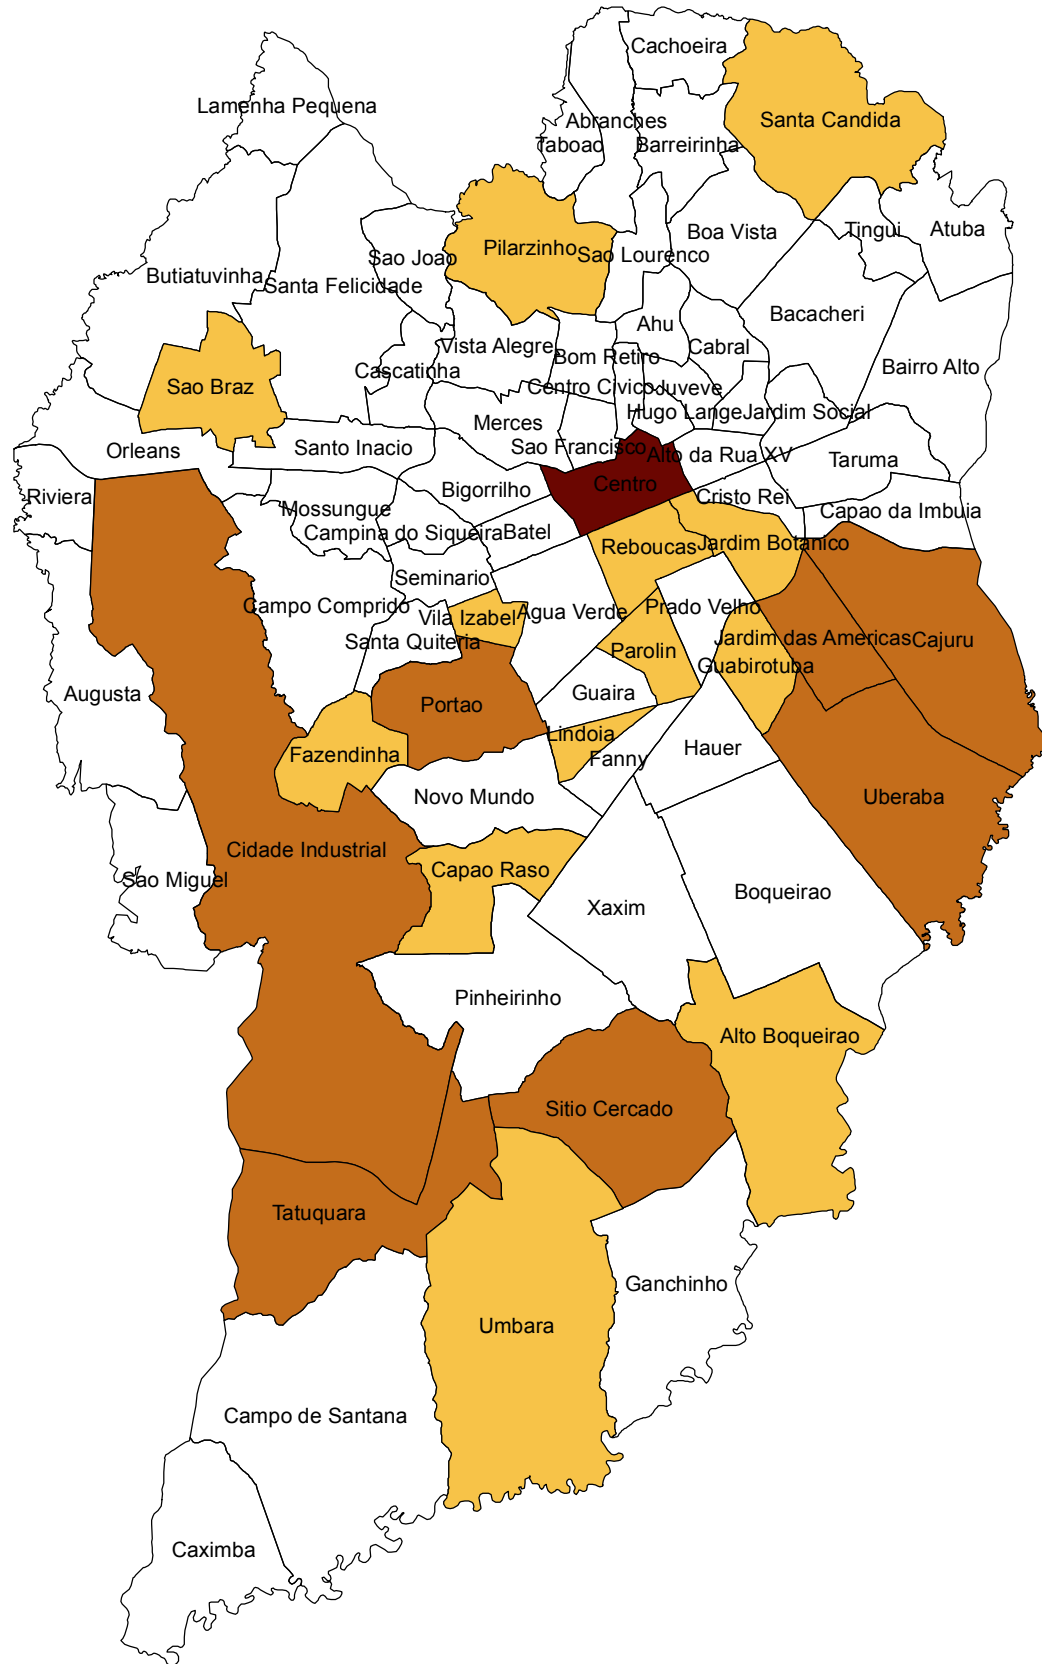 Cachoeira
Lamenha Pequena
Abranches
Santa Candida
Taboao
Barreirinha
Atuba
Tingui
Boa Vista
Pilarzinho
Sao Lourenco
Sao Joao
Butiatuvinha
Santa Felicidade
Bacacheri
Ahu
Vista Alegre
Cabral
Bom Retiro
Bairro Alto
Cascatinha
Sao Braz
Centro Civico
Juveve
Hugo Lange
Jardim Social
Merces
Sao Francisco
Santo Inacio
Orleans
Alto da Rua XV
Taruma
Centro
Bigorrilho
Riviera
Cristo Rei
Mossungue
Capao da Imbuia
Campina do Siqueira
Batel
Reboucas
Jardim Botanico
Seminario
Campo Comprido
Prado Velho
Agua Verde
Vila Izabel
Santa Quiteria
Jardim das Americas
Cajuru
Parolin
Guabirotuba
Augusta
Guaira
Portao
Lindoia
Hauer
Fazendinha
Fanny
Novo Mundo
Uberaba
Cidade Industrial
Capao Raso
Sao Miguel
Boqueirao
Xaxim
Pinheirinho
Alto Boqueirao
Sitio Cercado
Tatuquara
Ganchinho
Umbara
Campo de Santana
Caximba